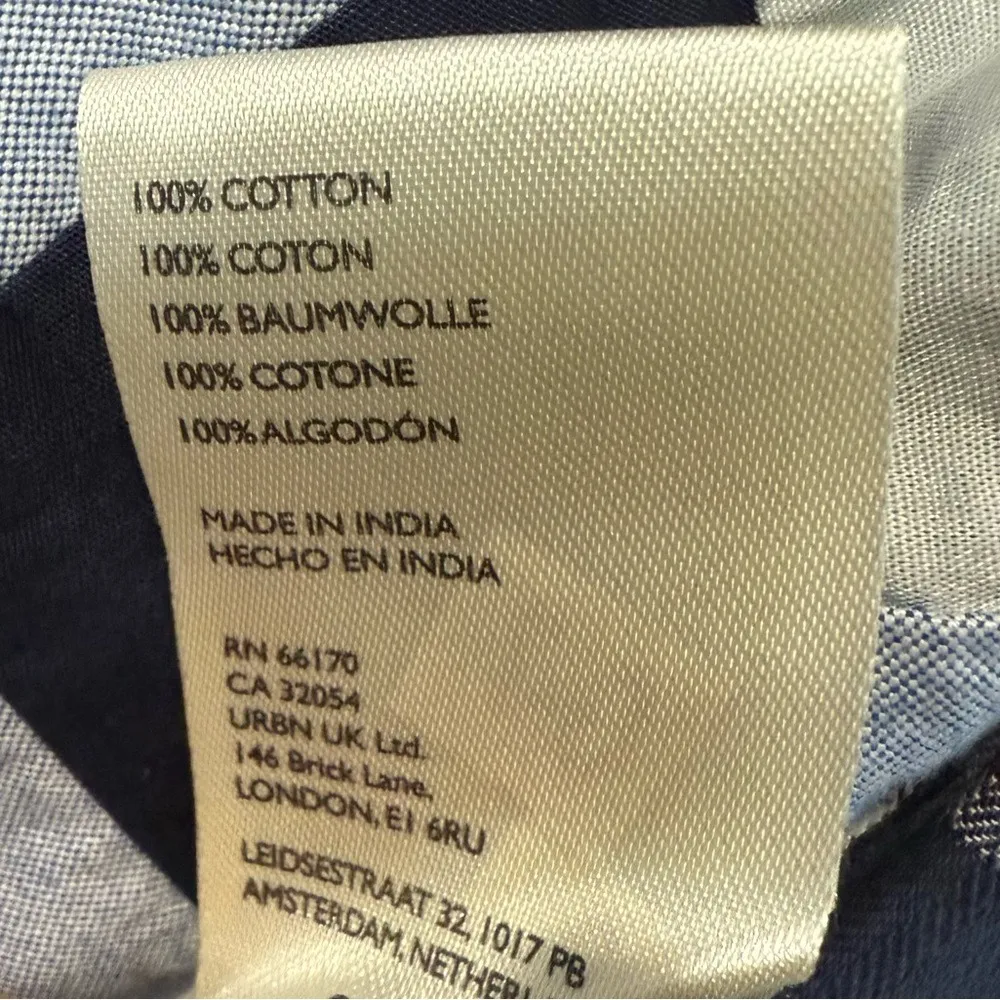 100% COTTON
100% COTON
100% BAUMWOLLE
100% COTONE
100% ALGODÓN
MADE IN INDIA
HECHO EN INDIA
RN 66170
CA 32054
URBN UK Ltd.
146 Brick Lane,
LONDON, E1 6RU
LEIDSESTRAAT 32, 1017 PB
AMSTERDAM,